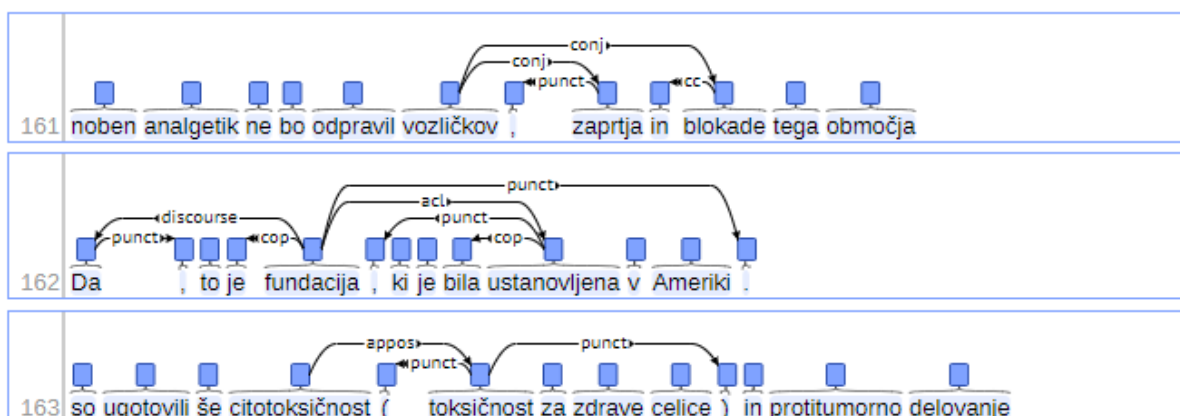 conj
conj
punct cc
161 noben analgetik ne bo odpravil vozličkov , zaprtja in blokade tega območja
punct
acl
discourse punct
punct cop cop
162 Da , to je fundacija , ki je bila ustanovljena v Ameriki .
appos punct
punct
163 so ugotovili še citotoksičnost ( toksičnost za zdrave celice ) in protitumorno delovanje